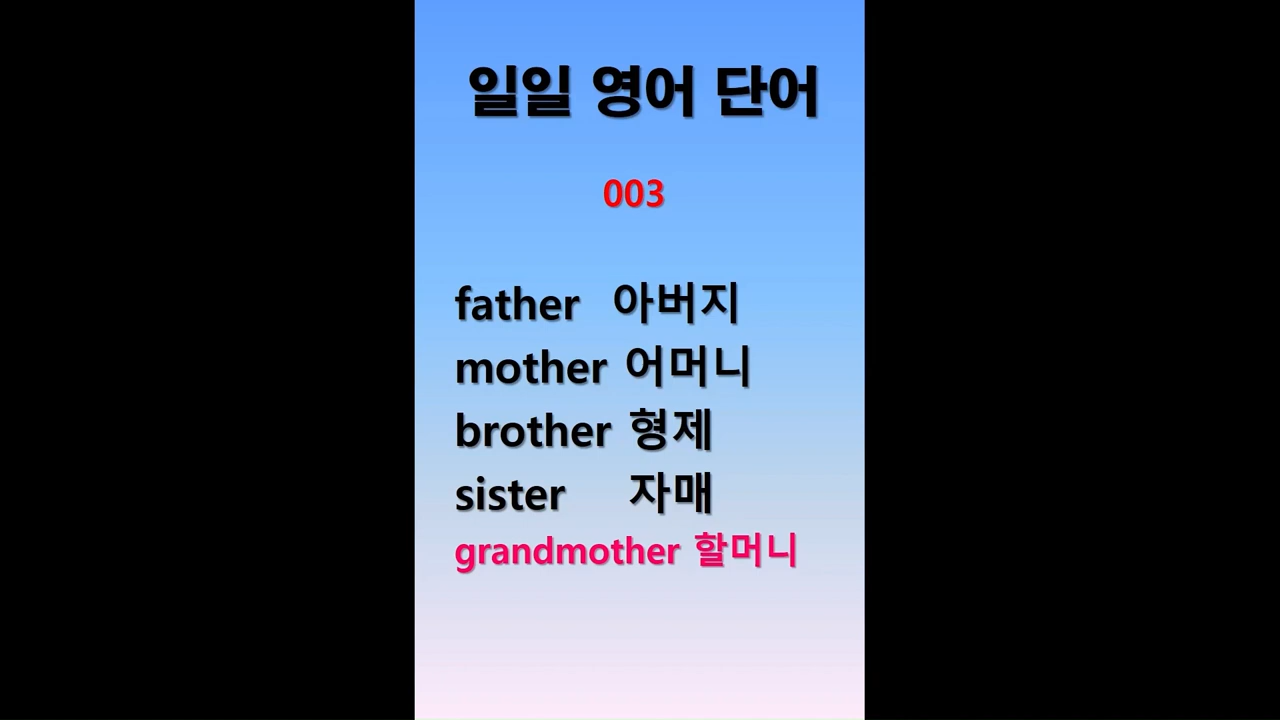 일일 영어 단어
003
father 아버지
mother 어머니
brother 형제
sister 자매
grandmother 할머니